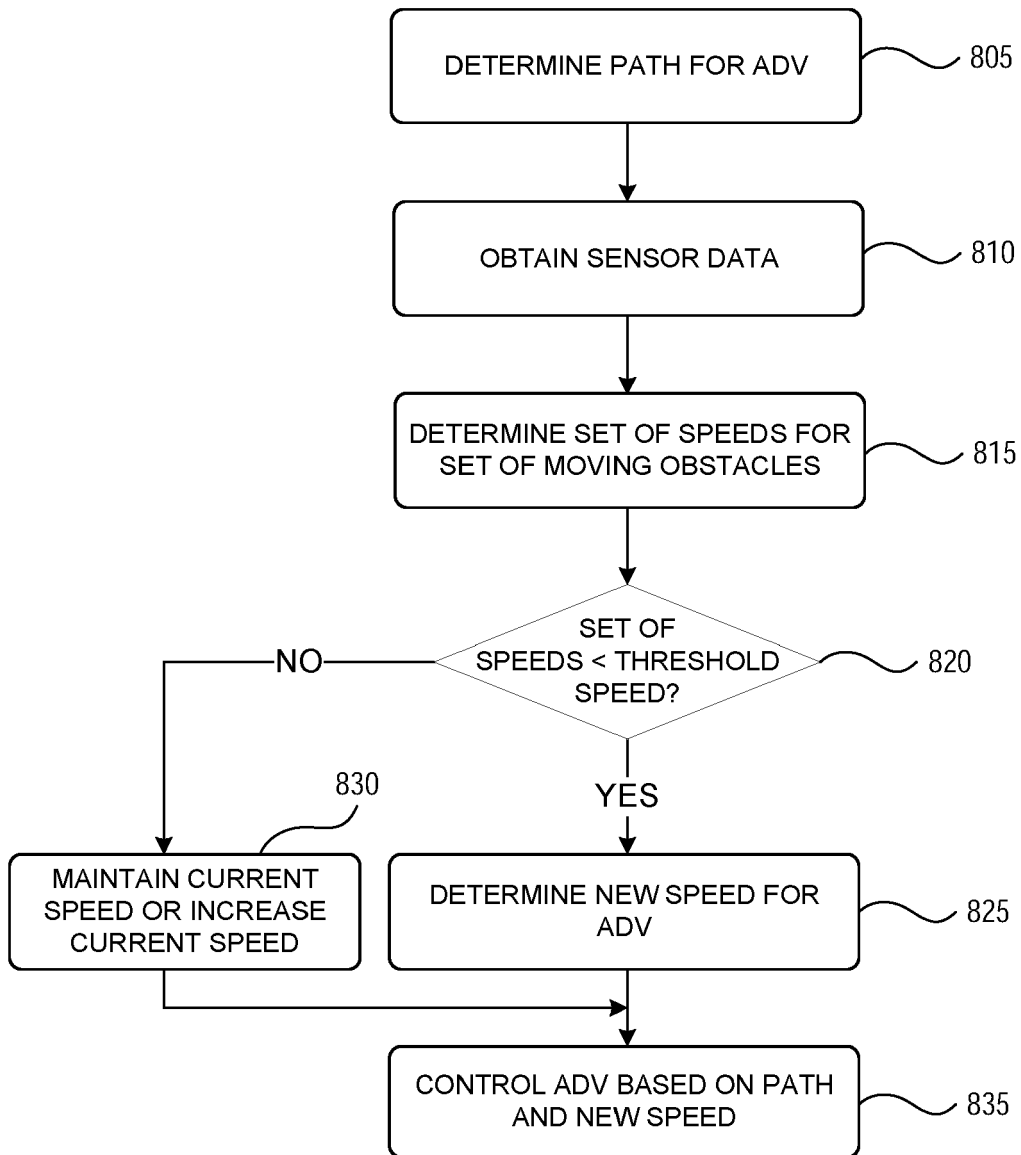 DETERMINE PATH FOR ADV
805
OBTAIN SENSOR DATA
810
DETERMINE SET OF SPEEDS FOR
SET OF MOVING OBSTACLES
815
SET OF
SPEEDS < THRESHOLD
SPEED?
820
NO
YES
830
MAINTAIN CURRENT
SPEED OR INCREASE
CURRENT SPEED
DETERMINE NEW SPEED FOR
ADV
825
CONTROL ADV BASED ON PATH
AND NEW SPEED
835